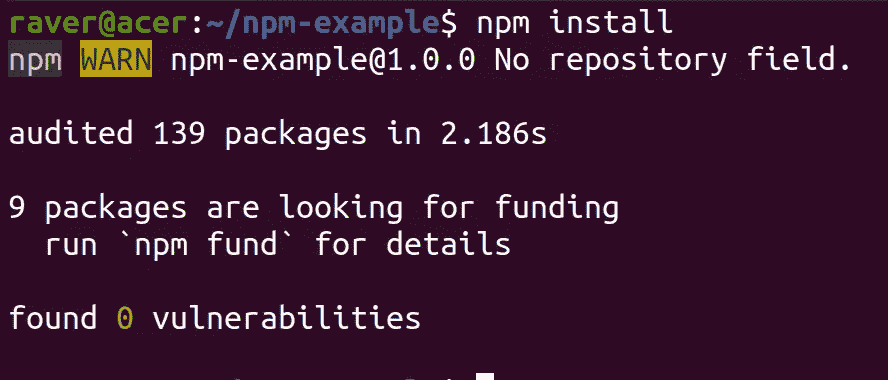 raver@acer:~/npm-example$ npm install
npm WARN npm-example@1.0.0 No repository field.
audited 139 packages in 2.186s
9 packages are looking for funding
run `npm fund` for details
found 0 vulnerabilities